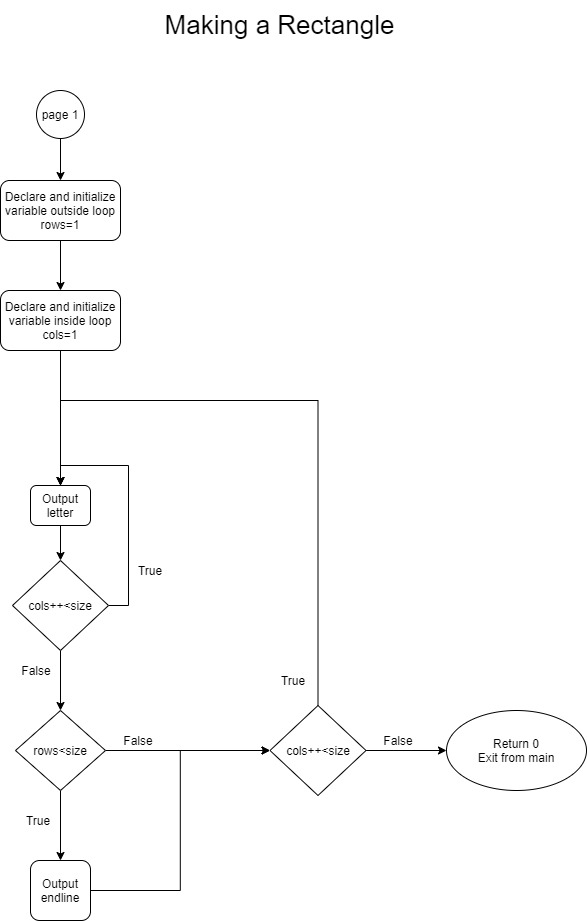 Making a Rectangle
page 1
Declare and initialize
variable outside loop
rows=1
Declare and initialize
variable inside loop
cols=1
Output
letter
True
cols++<size
False
True
rows<size
False
cols++<size
False
Return 0
Exit from main
True
Output
endline